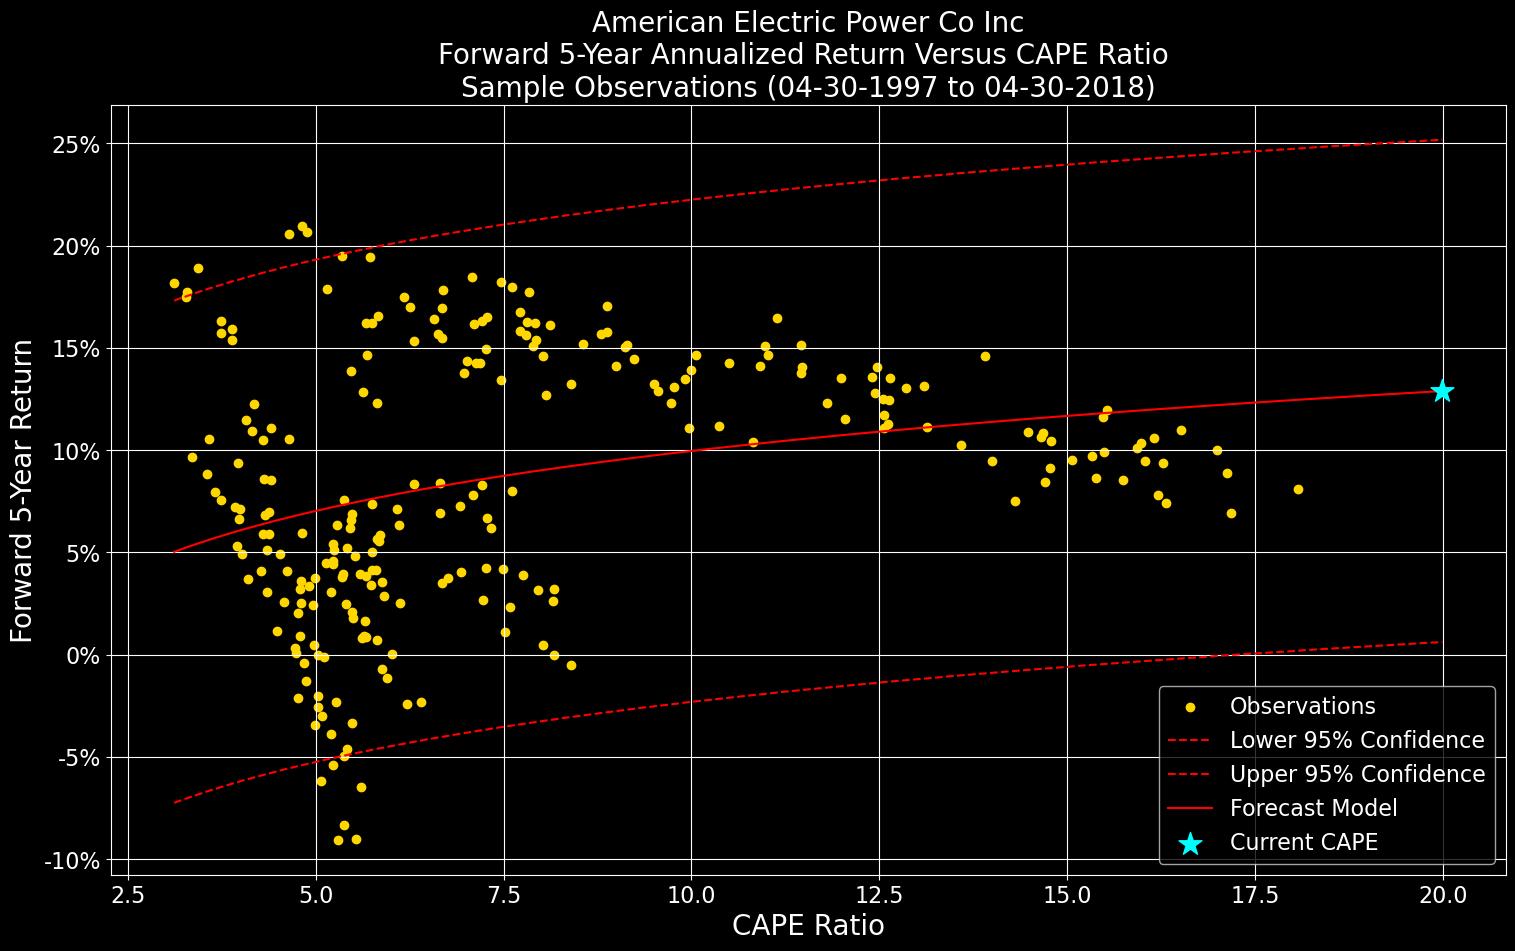 American Electric Power Co Inc
Forward 5-Year Annualized Return Versus CAPE Ratio
Sample Observations (04-30-1997 to 04-30-2018)
Forward 5-Year Return
25%
20%
15%
10%
5%
0%
-5%
-10%
2.5
5.0
7.5
10.0
12.5
15.0
17.5
20.0
CAPE Ratio
Observations
Lower 95% Confidence
Upper 95% Confidence
Forecast Model
Current CAPE